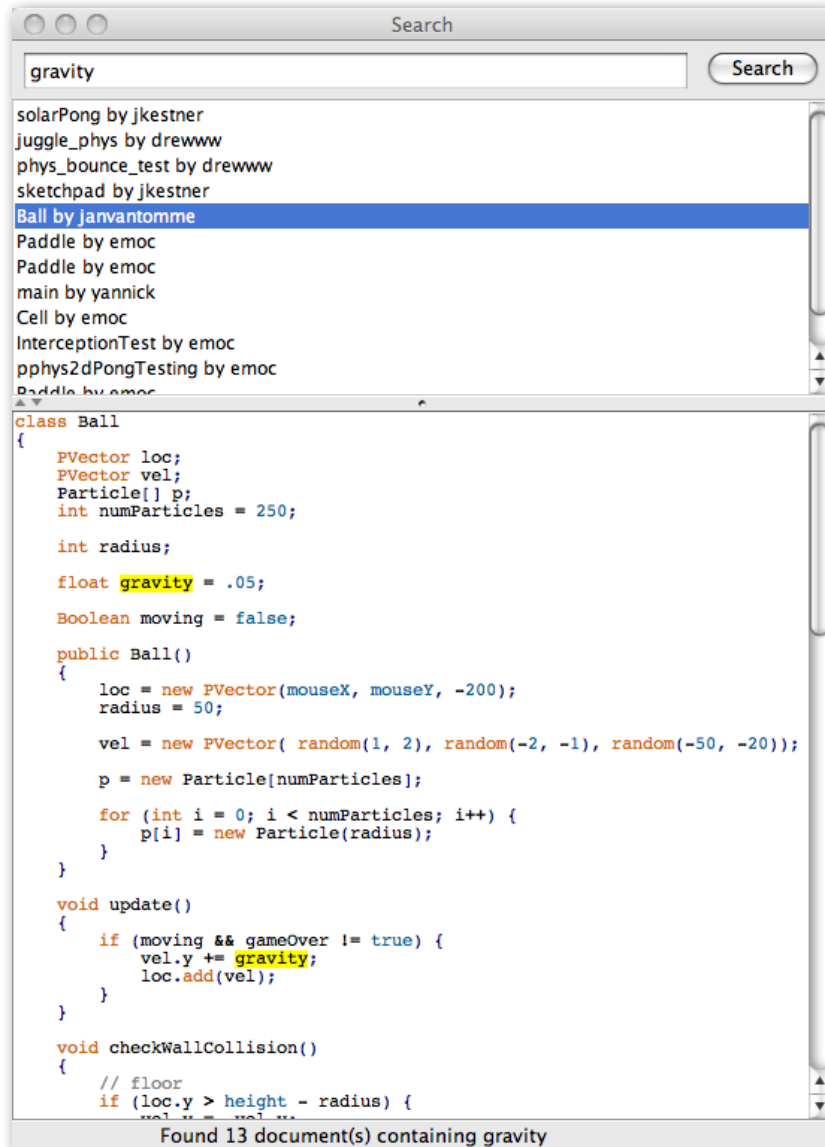 Search
gravity
Search
solarPong by jkestner
juggle_phys by drewww
phys_bounce_test by drewww
sketchpad by jkestner
Ball by janvantomme
Paddle by emoc
Paddle by emoc
main by yannick
Cell by emoc
InterceptionTest by emoc
pphys2dPongTesting by emoc
Paddle by emoc
class Ball
{
    PVector loc;
    PVector vel;
    Particle[] p;
    int numParticles = 250;

    int radius;

    float gravity = .05;

    Boolean moving = false;

    public Ball()
    {
        loc = new PVector(mouseX, mouseY, -200);
        radius = 50;

        vel = new PVector( random(1, 2), random(-2, -1), random(-50, -20));

        p = new Particle[numParticles];

        for (int i = 0; i < numParticles; i++) {
            p[i] = new Particle(radius);
        }
    }

    void update()
    {
        if (moving && gameOver != true) {
            vel.y += gravity;
            loc.add(vel);
        }
    }

    void checkWallCollision()
    {
        // floor
        if (loc.y > height - radius) {
Found 13 document(s) containing gravity